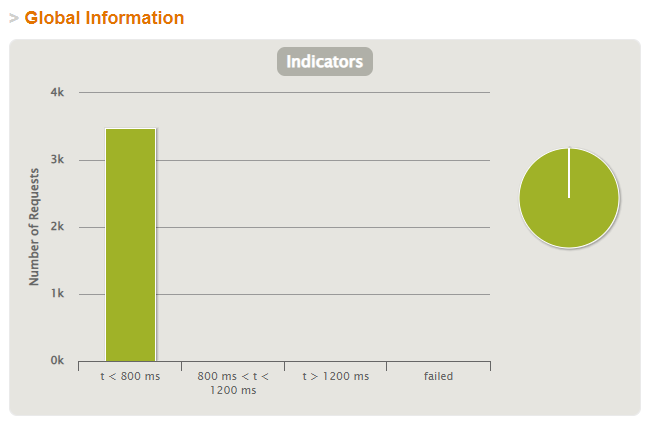 > Global Information
Indicators
4k
3k
2k
1k
0k
Number of Requests
t < 800 ms
800 ms < t <
1200 ms
t > 1200 ms
failed